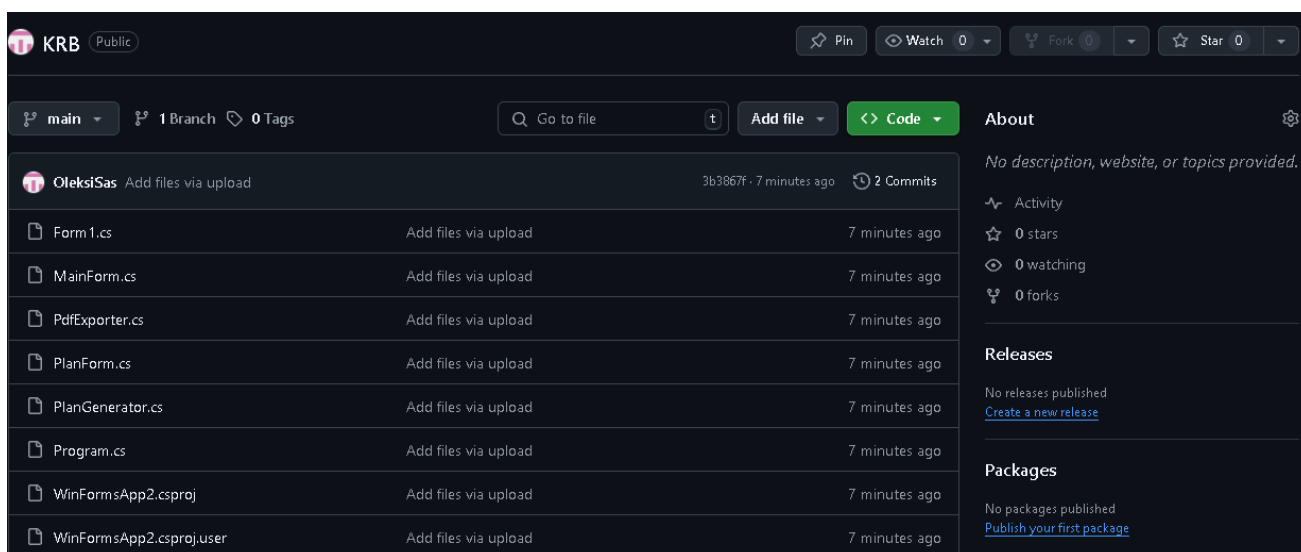 KRB Public Pin Watch 0 Fork 0 Star 0
main 1 Branch 0 Tags Go to file t Add file Code
OleksiSas Add files via upload 3b3867f · 7 minutes ago 2 Commits
Form1.cs Add files via upload 7 minutes ago
MainForm.cs Add files via upload 7 minutes ago
PdfExporter.cs Add files via upload 7 minutes ago
PlanForm.cs Add files via upload 7 minutes ago
PlanGenerator.cs Add files via upload 7 minutes ago
Program.cs Add files via upload 7 minutes ago
WinFormsApp2.csproj Add files via upload 7 minutes ago
WinFormsApp2.csproj.user Add files via upload 7 minutes ago
About
No description, website, or topics provided.
Activity
0 stars
0 watching
0 forks
Releases
No releases published
Create a new release
Packages
No packages published
Publish your first package